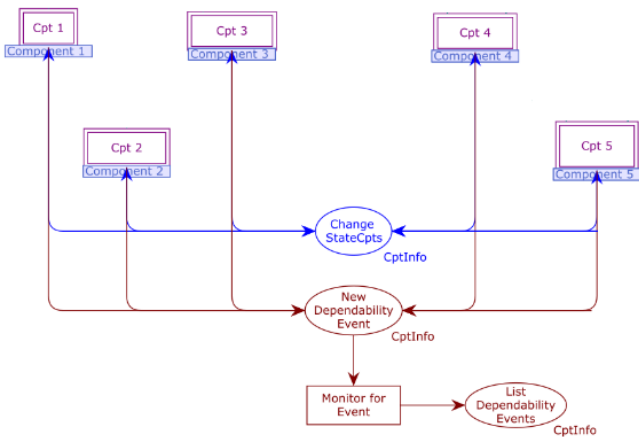 Cpt 1
Component 1
Cpt 3
Component 3
Cpt 4
Component 4
Cpt 2
Component 2
Cpt 5
Component 5
Change
StateCpts
CptInfo
New
Dependability
Event
CptInfo
Monitor for
Event
List
Dependability
Events
CptInfo